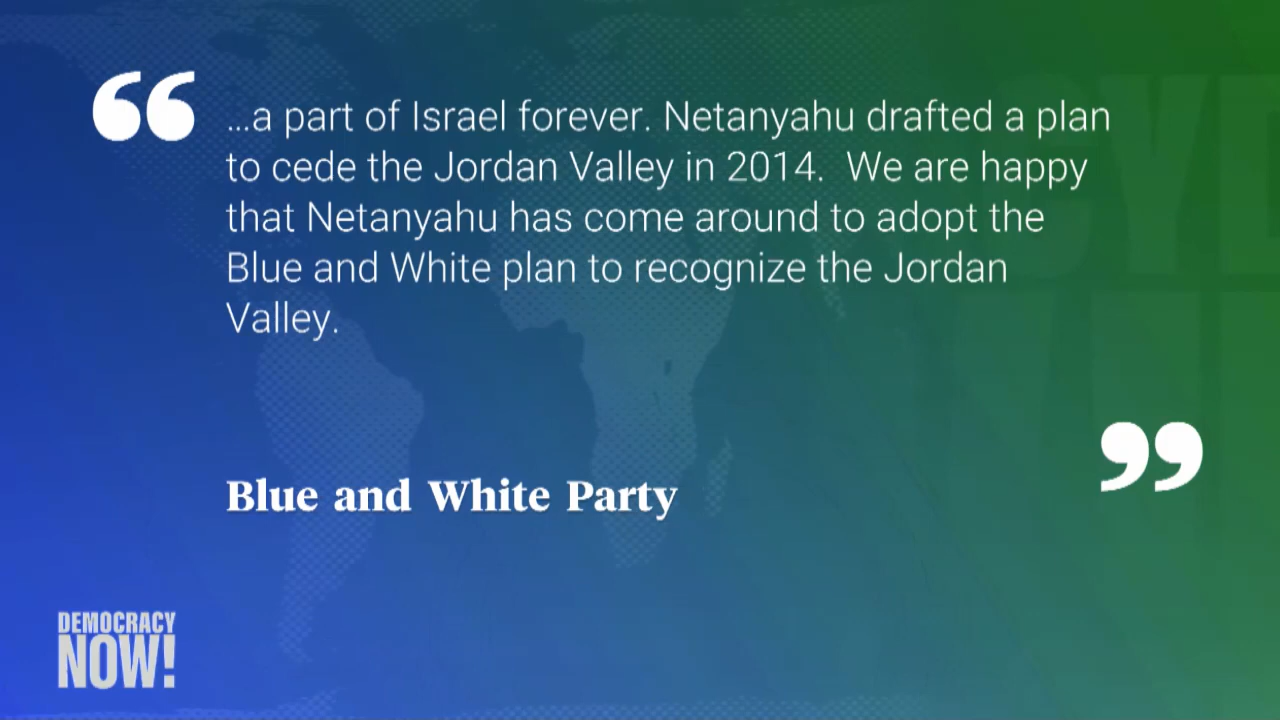 “ ...a part of Israel forever. Netanyahu drafted a plan
to cede the Jordan Valley in 2014.  We are happy
that Netanyahu has come around to adopt the
Blue and White plan to recognize the Jordan
Valley.
”
Blue and White Party
DEMOCRACY
NOW!